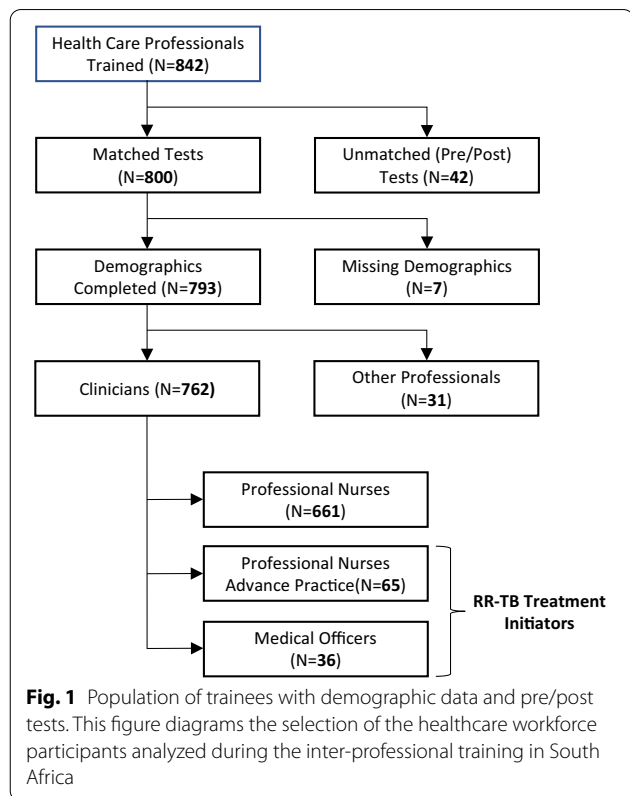 Health Care Professionals
Trained (N=842)
Matched Tests
(N=800)
Unmatched (Pre/Post)
Tests (N=42)
Demographics
Completed (N=793)
Missing Demographics
(N=7)
Clinicians (N=762)
Other Professionals
(N=31)
Professional Nurses
(N=661)
Professional Nurses
Advance Practice(N=65)
Medical Officers
(N=36)
RR-TB Treatment
Initiators
Fig. 1 Population of trainees with demographic data and pre/post
tests. This figure diagrams the selection of the healthcare workforce
participants analyzed during the inter-professional training in South
Africa